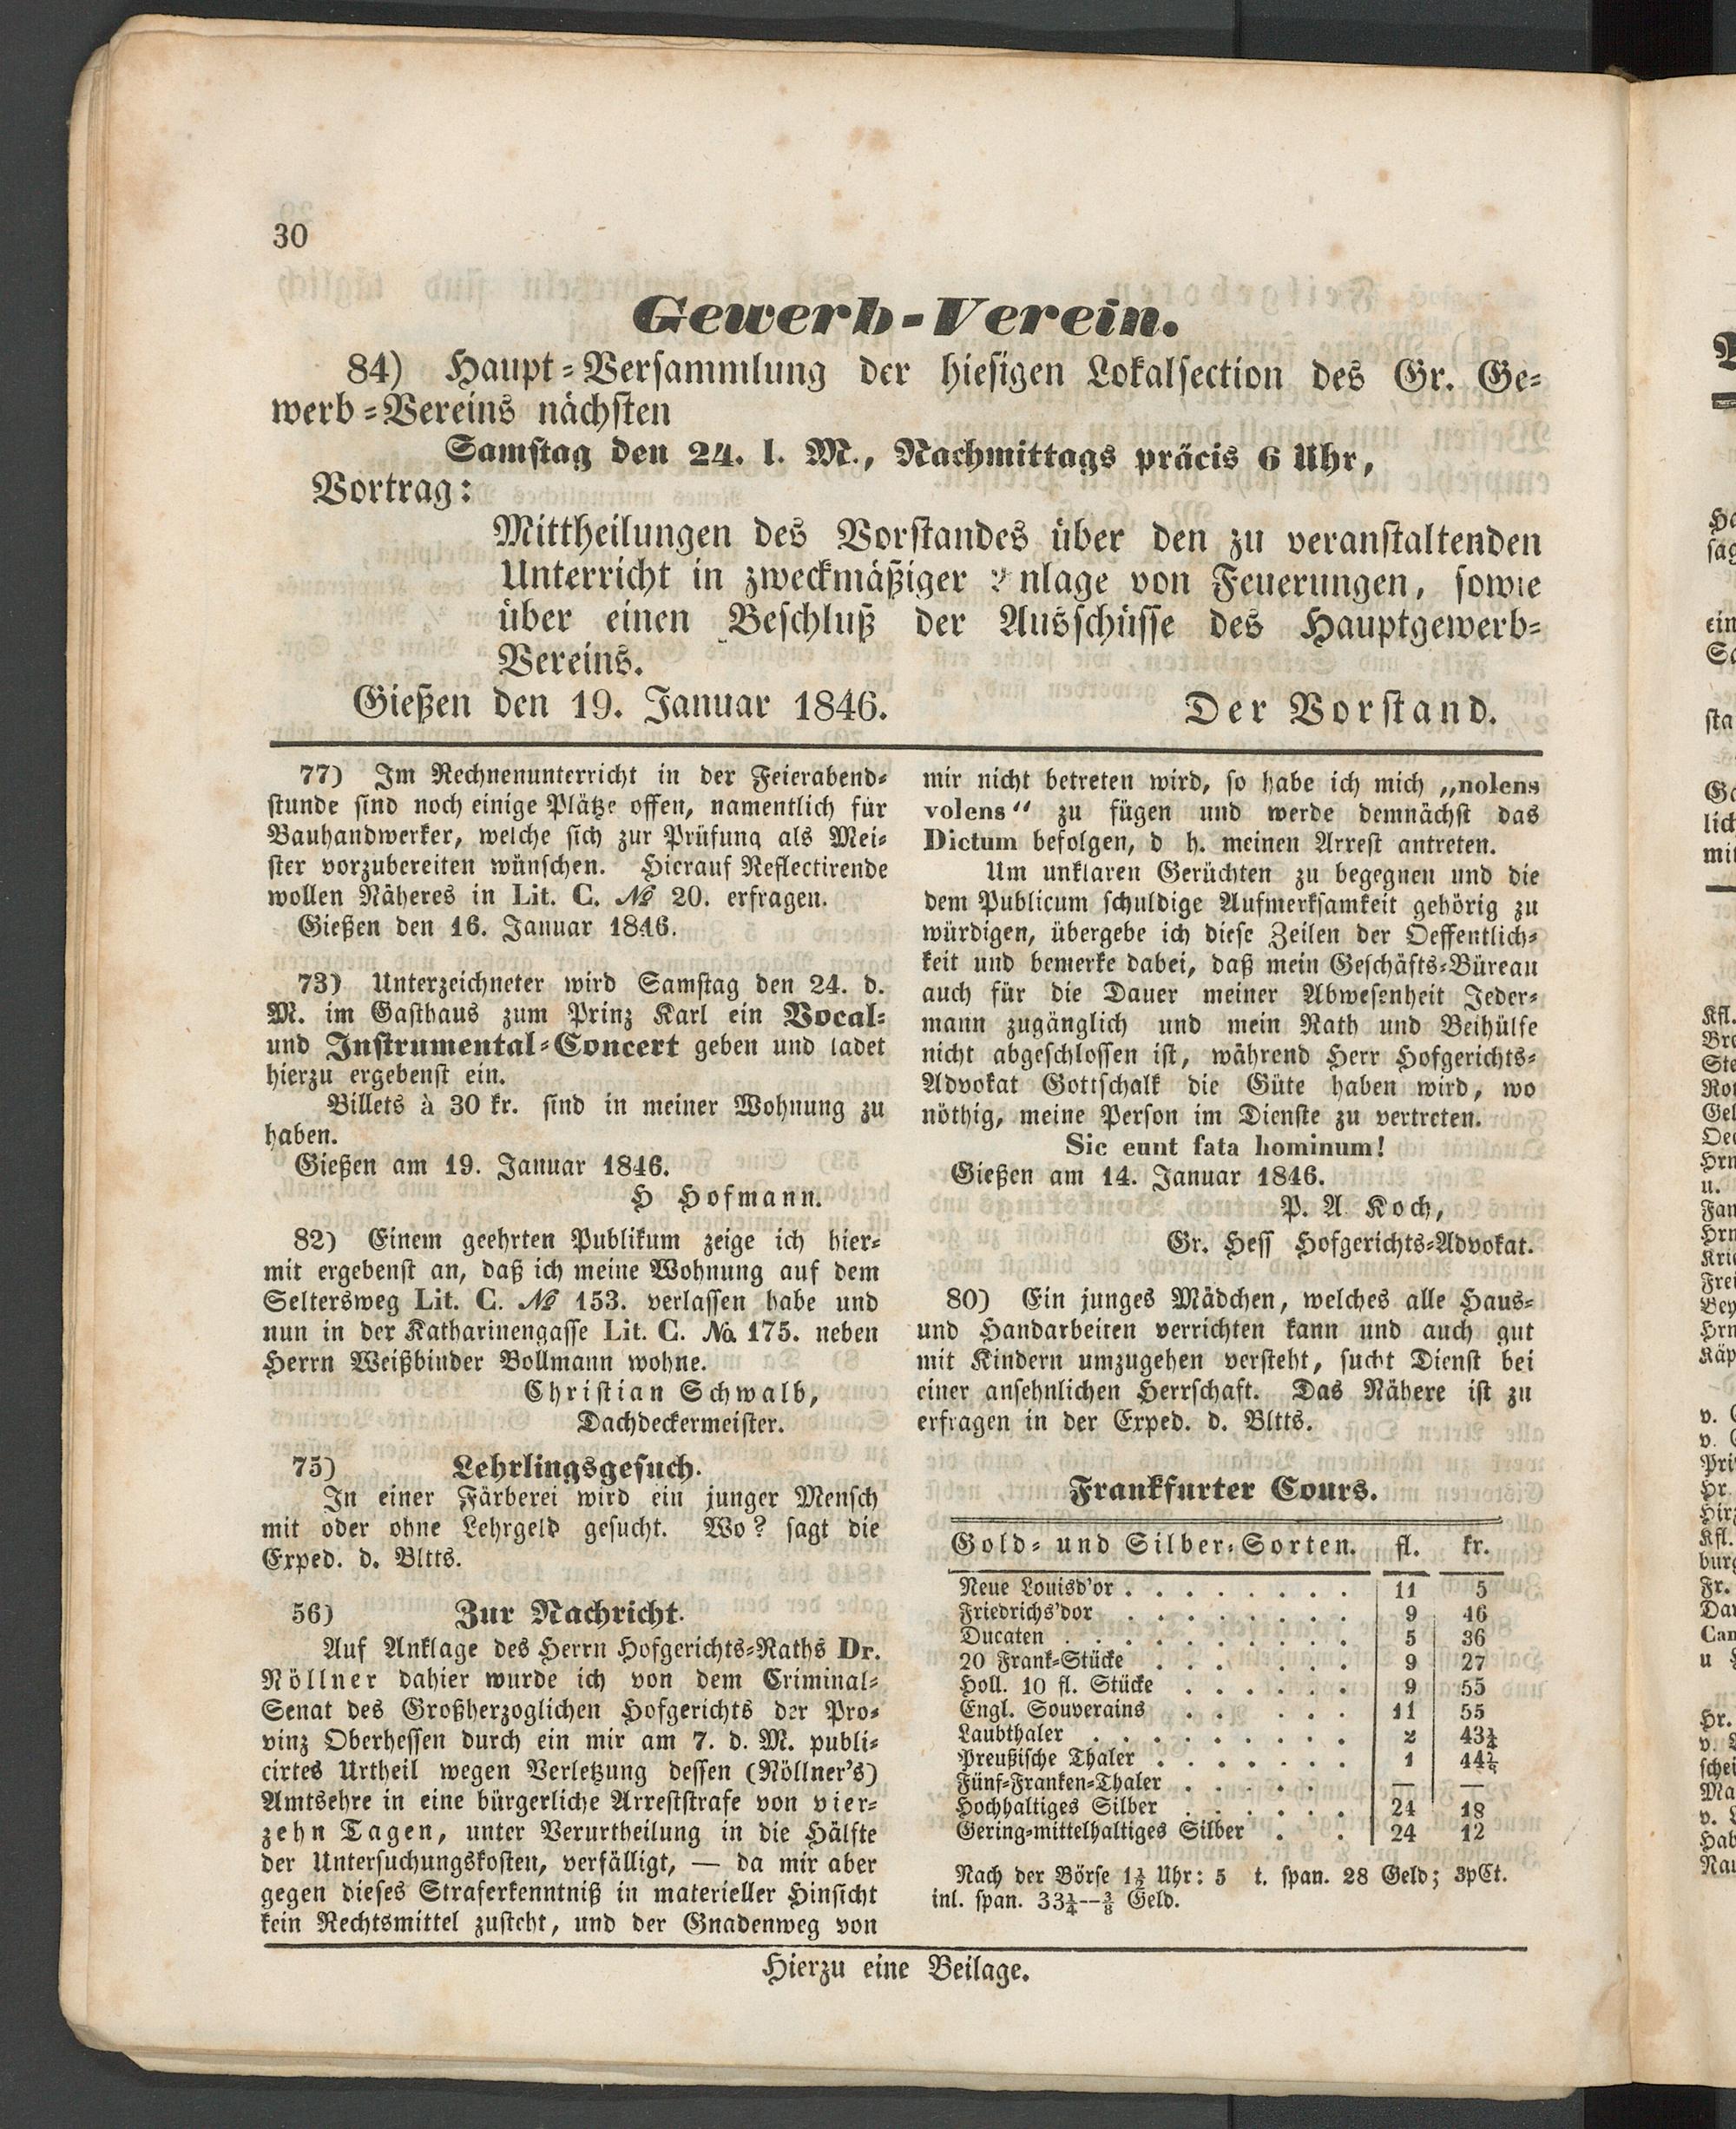 30
Gewerb-Verein.
84) Haupt-Versammlung der hiesigen Lokalsection des Gr. Ge-
werb-Vereins nächsten
Samstag den 24. l. M., Nachmittags präcis 6 Uhr,
Vortrag:
Mittheilungen des Vorstandes über den zu veranstaltenden
Unterricht in zweckmäßiger Anlage von Feuerungen, sowie
über einen Beschluß der Ausschüsse des Hauptgewerb-
Vereins.
Gießen den 19. Januar 1846. Der Vorstand.
77) Im Rechnenunterricht in der Feierabend-
stunde sind noch einige Plätze offen, namentlich für
Bauhandwerker, welche sich zur Prüfung als Mei-
ster vorzubereiten wünschen. Hierauf Reflectirende
wollen Näheres in Lit. C. № 20. erfragen.
Gießen den 16. Januar 1846.
73) Unterzeichneter wird Samstag den 24. d.
M. im Gasthaus zum Prinz Karl ein Vocal-
und Instrumental-Concert geben und ladet
hierzu ergebenst ein.
Billets à 30 kr. sind in meiner Wohnung zu
haben.
Gießen am 19. Januar 1846.
H Hofmann.
82) Einem geehrten Publikum zeige ich hier-
mit ergebenst an, daß ich meine Wohnung auf dem
Seltersweg Lit. C. № 153. verlassen habe und
nun in der Katharinengasse Lit. C. No. 175. neben
Herrn Weißbinder Bollmann wohne.
Christian Schwalb,
Dachdeckermeister.
75) Lehrlingsgesuch.
In einer Färberei wird ein junger Mensch
mit oder ohne Lehrgeld gesucht. Wo? sagt die
Exped. d. Bltts.
56) Zur Nachricht.
Auf Anklage des Herrn Hofgerichts-Raths Dr.
Nöllner dahier wurde ich von dem Criminal-
Senat des Großherzoglichen Hofgerichts der Pro-
vinz Oberhessen durch ein mir am 7. d. M. publi-
cirtes Urtheil wegen Verletzung dessen (Nöllner's)
Amtsehre in eine bürgerliche Arreststrafe von vier-
zehn Tagen, unter Verurtheilung in die Hälfte
der Untersuchungskosten, verfälligt, — da mir aber
gegen dieses Straferkenntniß in materieller Hinsicht
kein Rechtsmittel zusteht, und der Gnadenweg von
mir nicht betreten wird, so habe ich mich „nolens
volens“ zu fügen und werde demnächst das
Dictum befolgen, d h. meinen Arrest antreten.
Um unklaren Gerüchten zu begegnen und die
dem Publicum schuldige Aufmerksamkeit gehörig zu
würdigen, übergebe ich diese Zeilen der Oeffentlich-
keit und bemerke dabei, daß mein Geschäfts-Büreau
auch für die Dauer meiner Abwesenheit Jeder-
mann zugänglich und mein Rath und Beihülfe
nicht abgeschlossen ist, während Herr Hofgerichts-
Advokat Gottschalk die Güte haben wird, wo
nöthig, meine Person im Dienste zu vertreten.
Sic eunt fata hominum!
Gießen am 14. Januar 1846.
P. A. Koch,
Gr. Hess Hofgerichts-Advokat.
80) Ein junges Mädchen, welches alle Haus-
und Handarbeiten verrichten kann und auch gut
mit Kindern umzugehen versteht, sucht Dienst bei
einer ansehnlichen Herrschaft. Das Nähere ist zu
erfragen in der Exped. d. Bltts.
Frankfurter Cours.
Gold- und Silber-Sorten. fl. kr.
Neue Louisd'or . . . . . . . . 11 5
Friedrichs'dor . . . . . . . . 9 46
Ducaten . . . . . . . . . . 5 36
20 Frank-Stücke . . . . . . . 9 27
Holl. 10 fl. Stücke . . . . . . 9 55
Engl. Souverains . . . . . . 11 55
Laubthaler . . . . . . . . . 2 43¼
Preußische Thaler . . . . . . . 1 44⅞
Fünf-Franken-Thaler . . . . . — —
Hochhaltiges Silber . . . . . . 24 18
Gering-mittelhaltiges Silber . . 24 12
Nach der Börse 1½ Uhr: 5 t. span. 28 Geld; 3pCt.
inl. span. 33¼--⅜ Geld.
Hierzu eine Beilage.